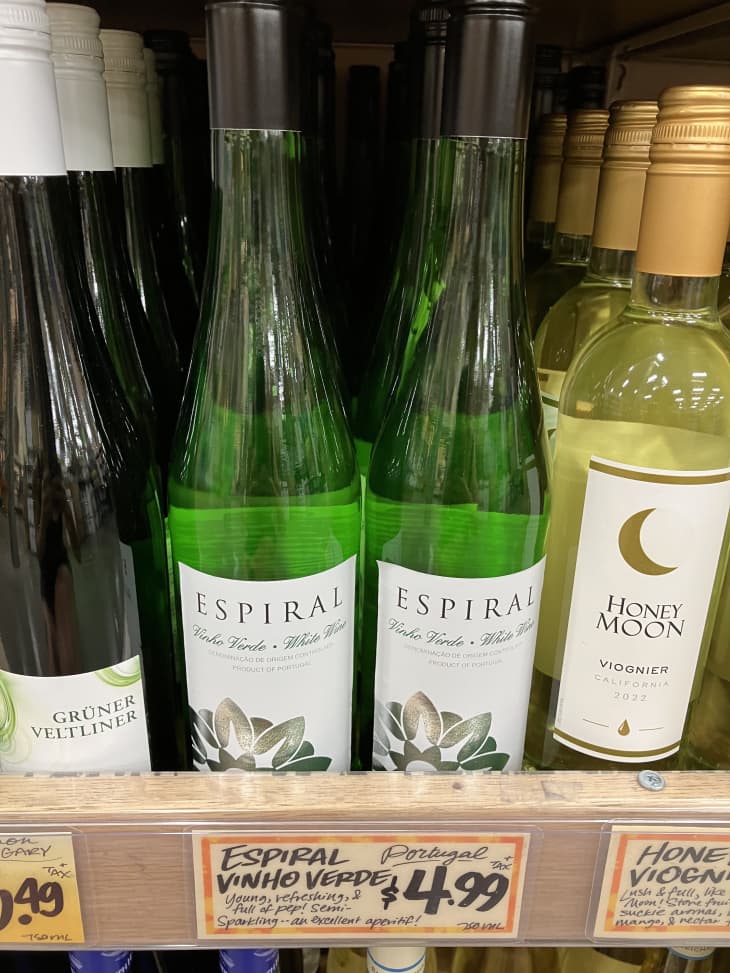 GRÜNER
VELTLINER
ESPIRAL
Vinho Verde • White Wine
DENOMINAÇÃO DE ORIGEM CONTROLADA
PRODUCT OF PORTUGAL
ESPIRAL
Vinho Verde • White Wine
DENOMINAÇÃO DE ORIGEM CONTROLADA
PRODUCT OF PORTUGAL
HONEY
MOON
VIOGNIER
CALIFORNIA
2022
GARY
+ TAX
.49
750 ML
ESPIRAL Portugal
VINHO VERDE $4.99 + TAX
Young, refreshing, &
full of pep! Semi-
Sparkling -- an excellent aperitif!
750 ML
HONE
VIOGNI
Lush & full, like
Moon! Stone frui
suckle aromas,
mango, & nectar